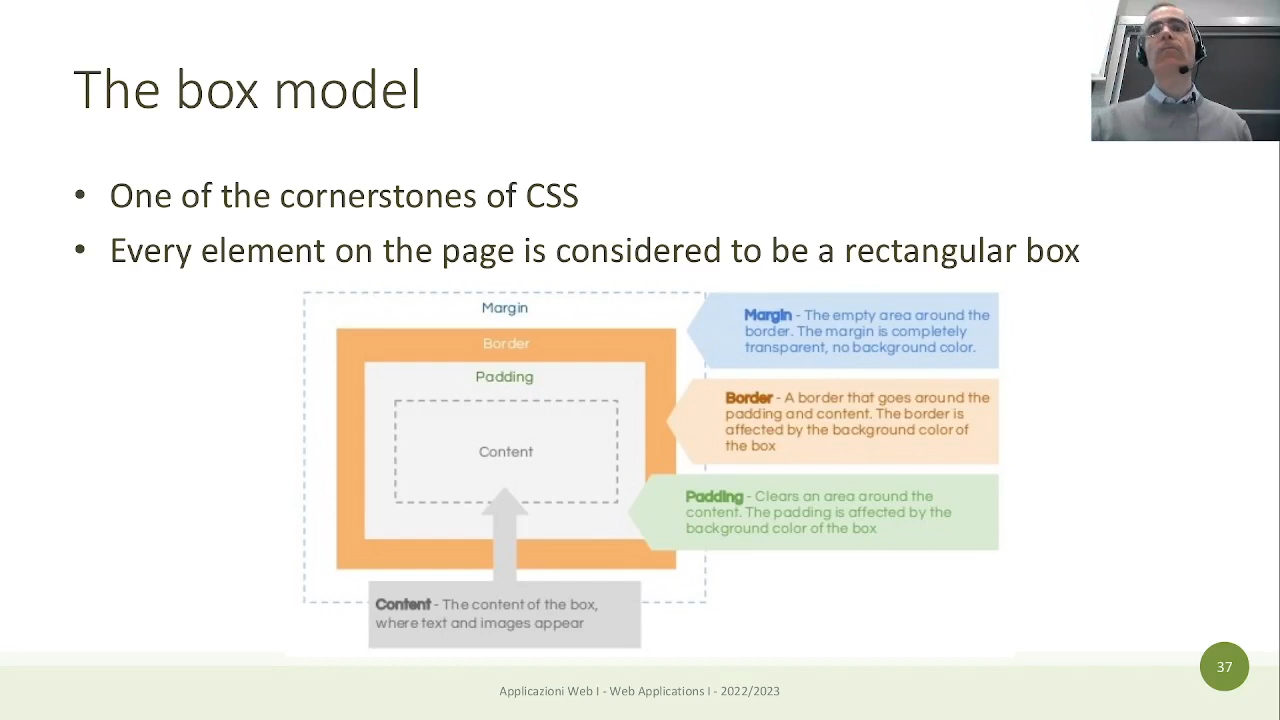 The box model
• One of the cornerstones of CSS
• Every element on the page is considered to be a rectangular box
Margin
Border
Padding
Content
Margin - The empty area around the
border. The margin is completely
transparent, no background color.
Border - A border that goes around the
padding and content. The border is
affected by the background color of
the box
Padding - Clears an area around the
content. The padding is affected by the
background color of the box
Content - The content of the box,
where text and images appear
Applicazioni Web I - Web Applications I - 2022/2023
37